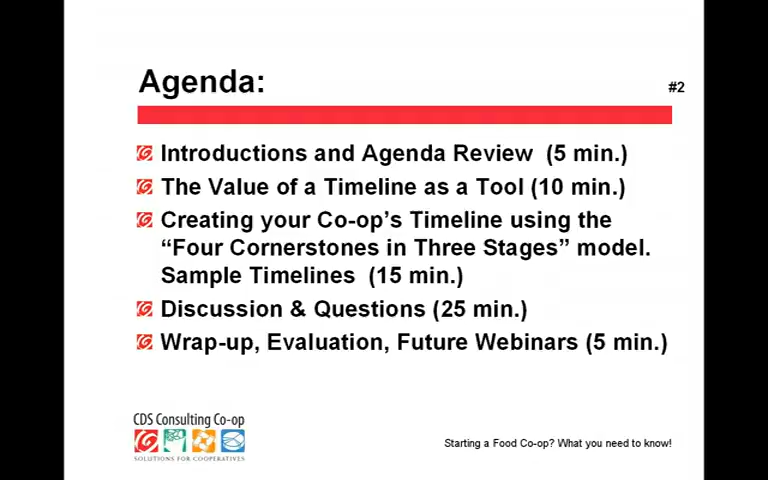 Agenda:
#2
Introductions and Agenda Review (5 min.)
The Value of a Timeline as a Tool (10 min.)
Creating your Co-op’s Timeline using the
“Four Cornerstones in Three Stages” model.
Sample Timelines (15 min.)
Discussion & Questions (25 min.)
Wrap-up, Evaluation, Future Webinars (5 min.)
CDS Consulting Co-op
SOLUTIONS FOR COOPERATIVES
Starting a Food Co-op? What you need to know!